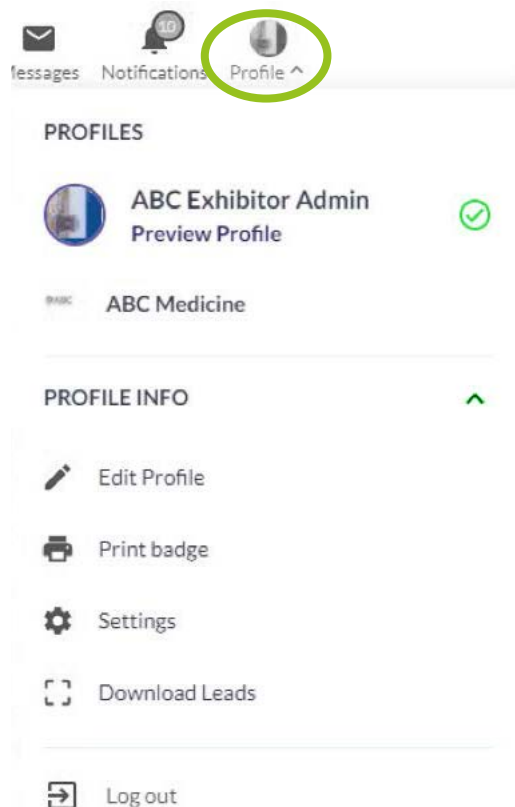 10
Messages Notifications Profile
PROFILES
ABC Exhibitor Admin
Preview Profile
ABC Medicine
PROFILE INFO
Edit Profile
Print badge
Settings
Download Leads
Log out